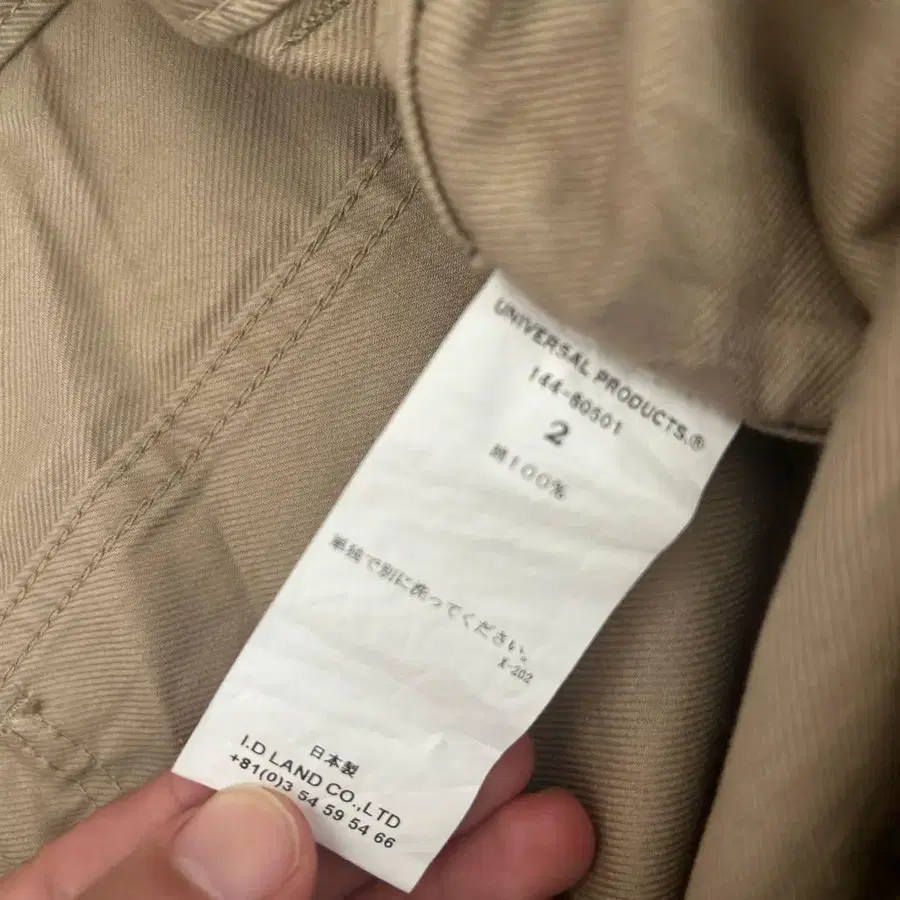 UNIVERSAL PRODUCTS.®
144-60501
2
綿100%
単独で別に洗ってください。
X-202
日本製
I.D LAND CO.,LTD
+81(0)3 54 59 54 66